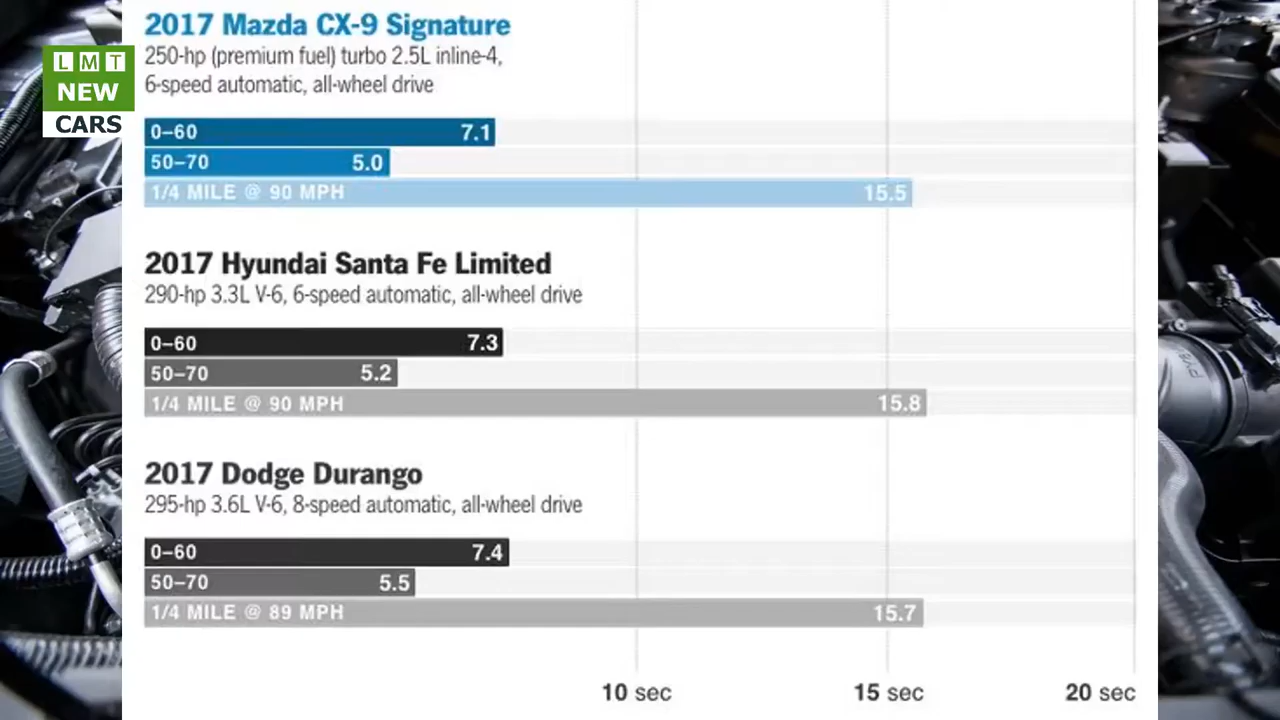 2017 Mazda CX-9 Signature
250-hp (premium fuel) turbo 2.5L inline-4,
6-speed automatic, all-wheel drive
LMT
NEW
CARS
0–60 7.1
50–70 5.0
1/4 MILE @ 90 MPH 15.5
2017 Hyundai Santa Fe Limited
290-hp 3.3L V-6, 6-speed automatic, all-wheel drive
0–60 7.3
50–70 5.2
1/4 MILE @ 90 MPH 15.8
2017 Dodge Durango
295-hp 3.6L V-6, 8-speed automatic, all-wheel drive
0–60 7.4
50–70 5.5
1/4 MILE @ 89 MPH 15.7
10 sec 15 sec 20 sec